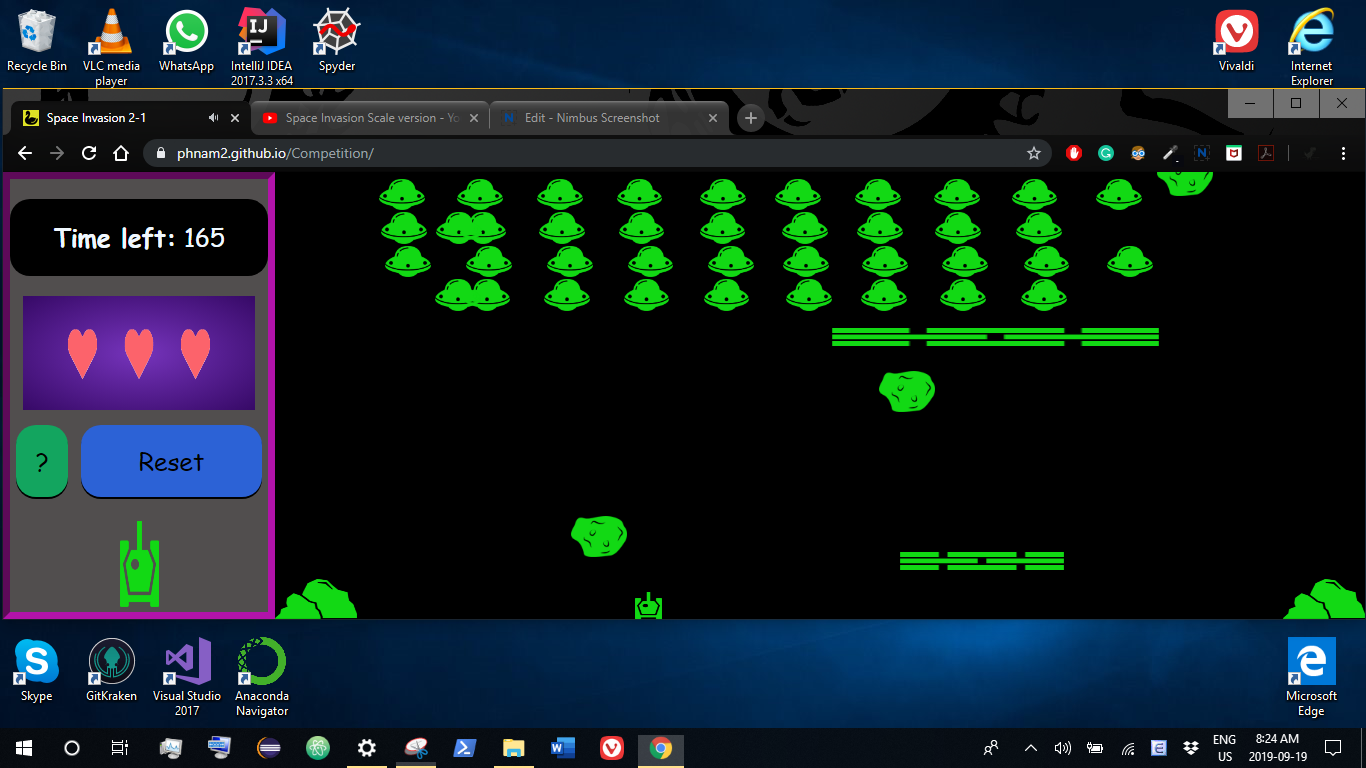 Recycle Bin
VLC media
player
WhatsApp
IntelliJ IDEA
2017.3.3 x64
Spyder
Vivaldi
Internet
Explorer
Space Invasion 2-1
Space Invasion Scale version - Yo
Edit - Nimbus Screenshot
phnam2.github.io/Competition/
Time left: 165
?
Reset
Skype
GitKraken
Visual Studio
2017
Anaconda
Navigator
Microsoft
Edge
ENG
US
8:24 AM
2019-09-19